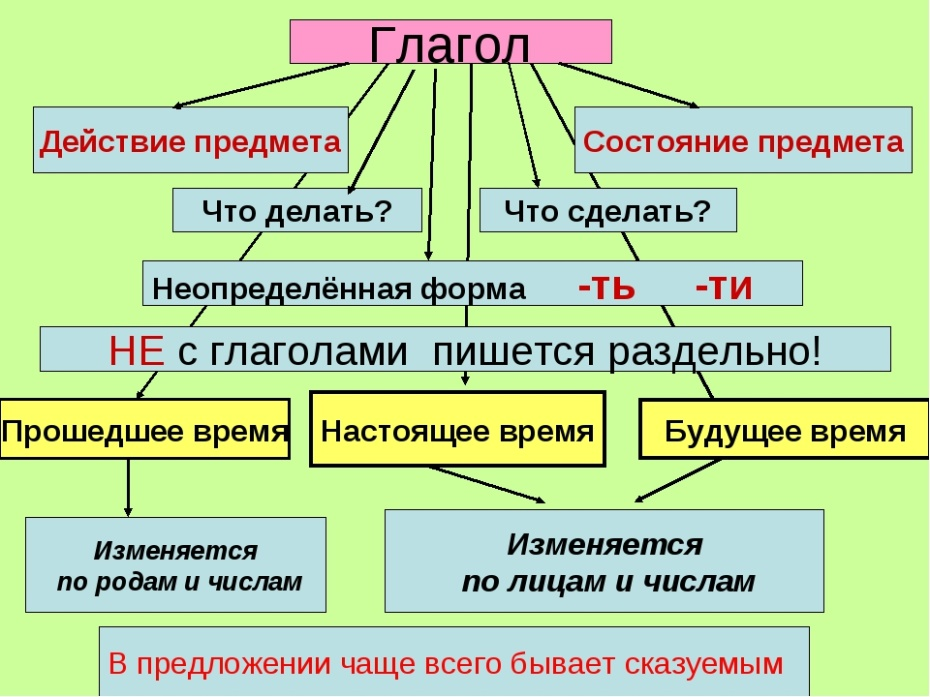 Глагол
Действие предмета
Состояние предмета
Что делать?
Что сделать?
Неопределённая форма -ть -ти
НЕ с глаголами пишется раздельно!
Прошедшее время
Настоящее время
Будущее время
Изменяется
по родам и числам
Изменяется
по лицам и числам
В предложении чаще всего бывает сказуемым